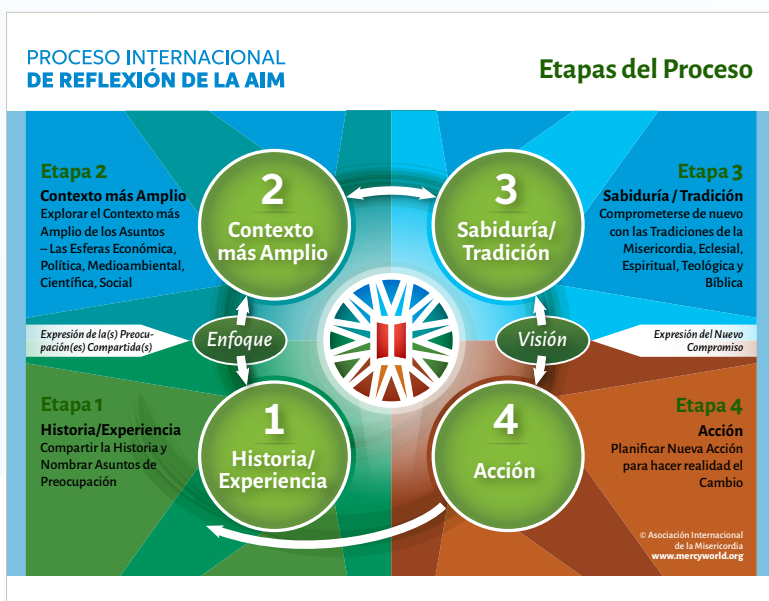 PROCESO INTERNACIONAL
DE REFLEXIÓN DE LA AIM
Etapas del Proceso
Etapa 2
Contexto más Amplio
Explorar el Contexto más
Amplio de los Asuntos
– Las Esferas Económica,
Política, Medioambiental,
Científica, Social
2
Contexto
más Amplio
3
Sabiduría/
Tradición
Etapa 3
Sabiduría / Tradición
Comprometerse de nuevo
con las Tradiciones de la
Misericordia, Eclesial,
Espiritual, Teológica y
Bíblica
Expresión de la(s) Preocu-
pación(es) Compartida(s)
Enfoque
Visión
Expresión del Nuevo
Compromiso
Etapa 1
Historia/Experiencia
Compartir la Historia y
Nombrar Asuntos de
Preocupación
1
Historia/
Experiencia
4
Acción
Etapa 4
Acción
Planificar Nueva Acción
para hacer realidad el
Cambio
© Asociación Internacional
de la Misericordia
www.mercyworld.org